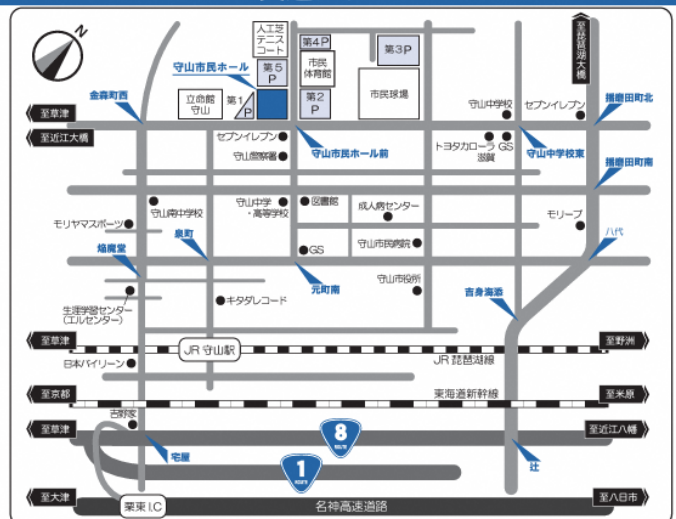 人工芝
テニス
コート
第4P
第3P
至琵琶湖大橋
N
守山市民ホール
第5
P
市民
体育館
金森町西
立命館
守山
第1
P
第2
P
市民球場
守山中学校
セブンイレブン
播磨田町北
至草津
至近江大橋
セブンイレブン
守山警察署
守山市民ホール前
トヨタカローラ
滋賀
GS
守山中学校東
播磨田町南
守山南中学校
守山中学
・高等学校
図書館
成人病センター
モリヤマスポーツ
泉町
モリーブ
八代
焔魔堂
GS
守山市民病院
元町南
守山市役所
生涯学習センター
(エルセンター)
キタダレコード
吉身海添
至草津
JR 守山駅
JR 琵琶湖線
至野洲
日本バイリーン
至京都
東海道新幹線
至米原
吉野家
至草津
8
ROUTE
至近江八幡
宅屋
辻
1
ROUTE
至大津
栗東 I.C
名神高速道路
至八日市